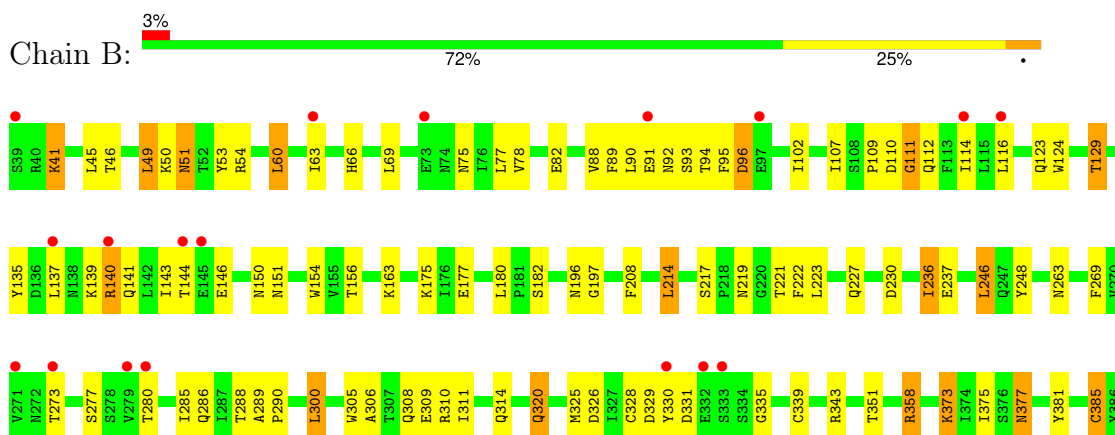 3%
Chain B:
72% 25% •
S39 R40 K41 L45 T46 L49 K50 N51 T52 Y53 R54 L60 I63 H66 L69 E73 N74 N75 I76 L77 V78 E82 V88 F89 L90 E91 N92 S93 T94 F95 D96 E97 I102 I107 S108 P109 D110 G111 Q112 F113 I114 L115 L116 Q123 W124 T129
Y135 D136 L137 N138 K139 R140 Q141 L142 I143 T144 E145 E146 N150 N151 W154 V155 T156 K163 K175 I176 E177 L180 P181 S182 N196 G197 F208 L214 S217 P218 N219 G220 T221 F222 L223 Q227 D230 I236 E237 L246 Q247 Y248 N263 F269 V270
V271 N272 T273 S277 S278 V279 T280 I285 Q286 I287 T288 A289 P290 L300 W305 A306 T307 Q308 E309 R310 I311 Q314 Q320 M325 D326 I327 C328 D329 Y330 D331 E332 S333 S334 G335 C339 R343 T351 R358 K373 I374 I375 S376 N377 Y381 C385